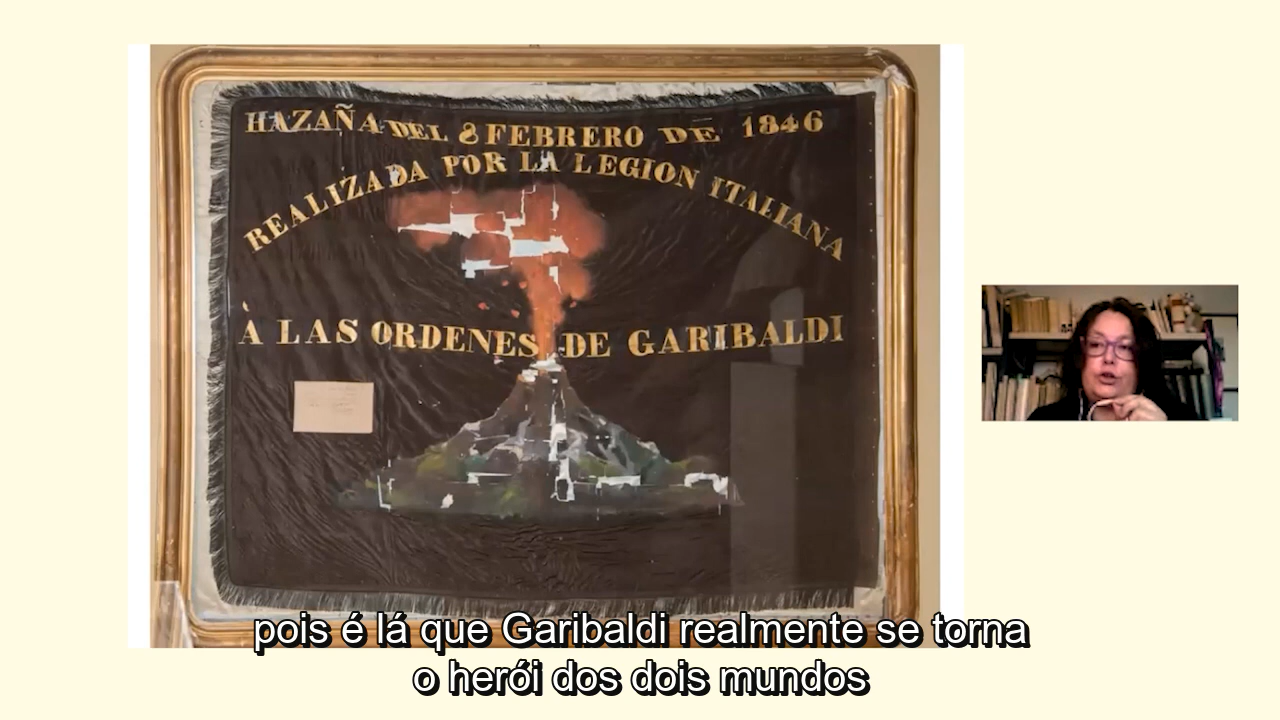 HAZAÑA DEL 8 FEBRERO DE 1846
REALIZADA POR LA LEGION ITALIANA
À LAS ORDENES DE GARIBALDI
pois é lá que Garibaldi realmente se torna
o herói dos dois mundos